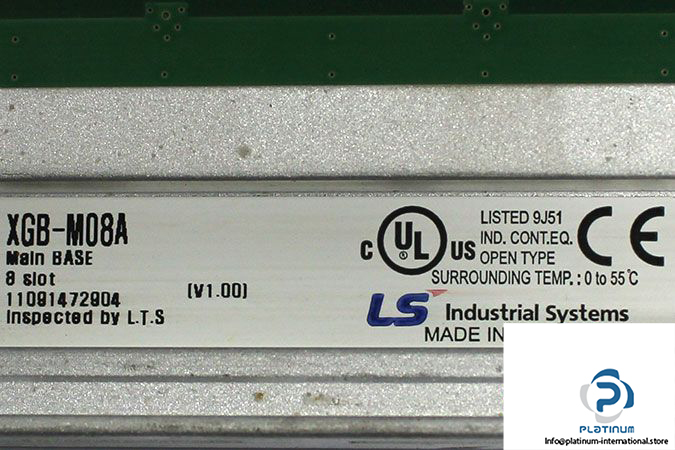 XGB-M08A
Main BASE
8 slot
11091472904
(V1.00)
Inspected by L.T.S
C UL US
®
LISTED 9J51
IND. CONT.EQ.
OPEN TYPE
CE
SURROUNDING TEMP.: 0 to 55℃
LS Industrial Systems
MADE IN
PLATINUM
Info@platinum-international.store